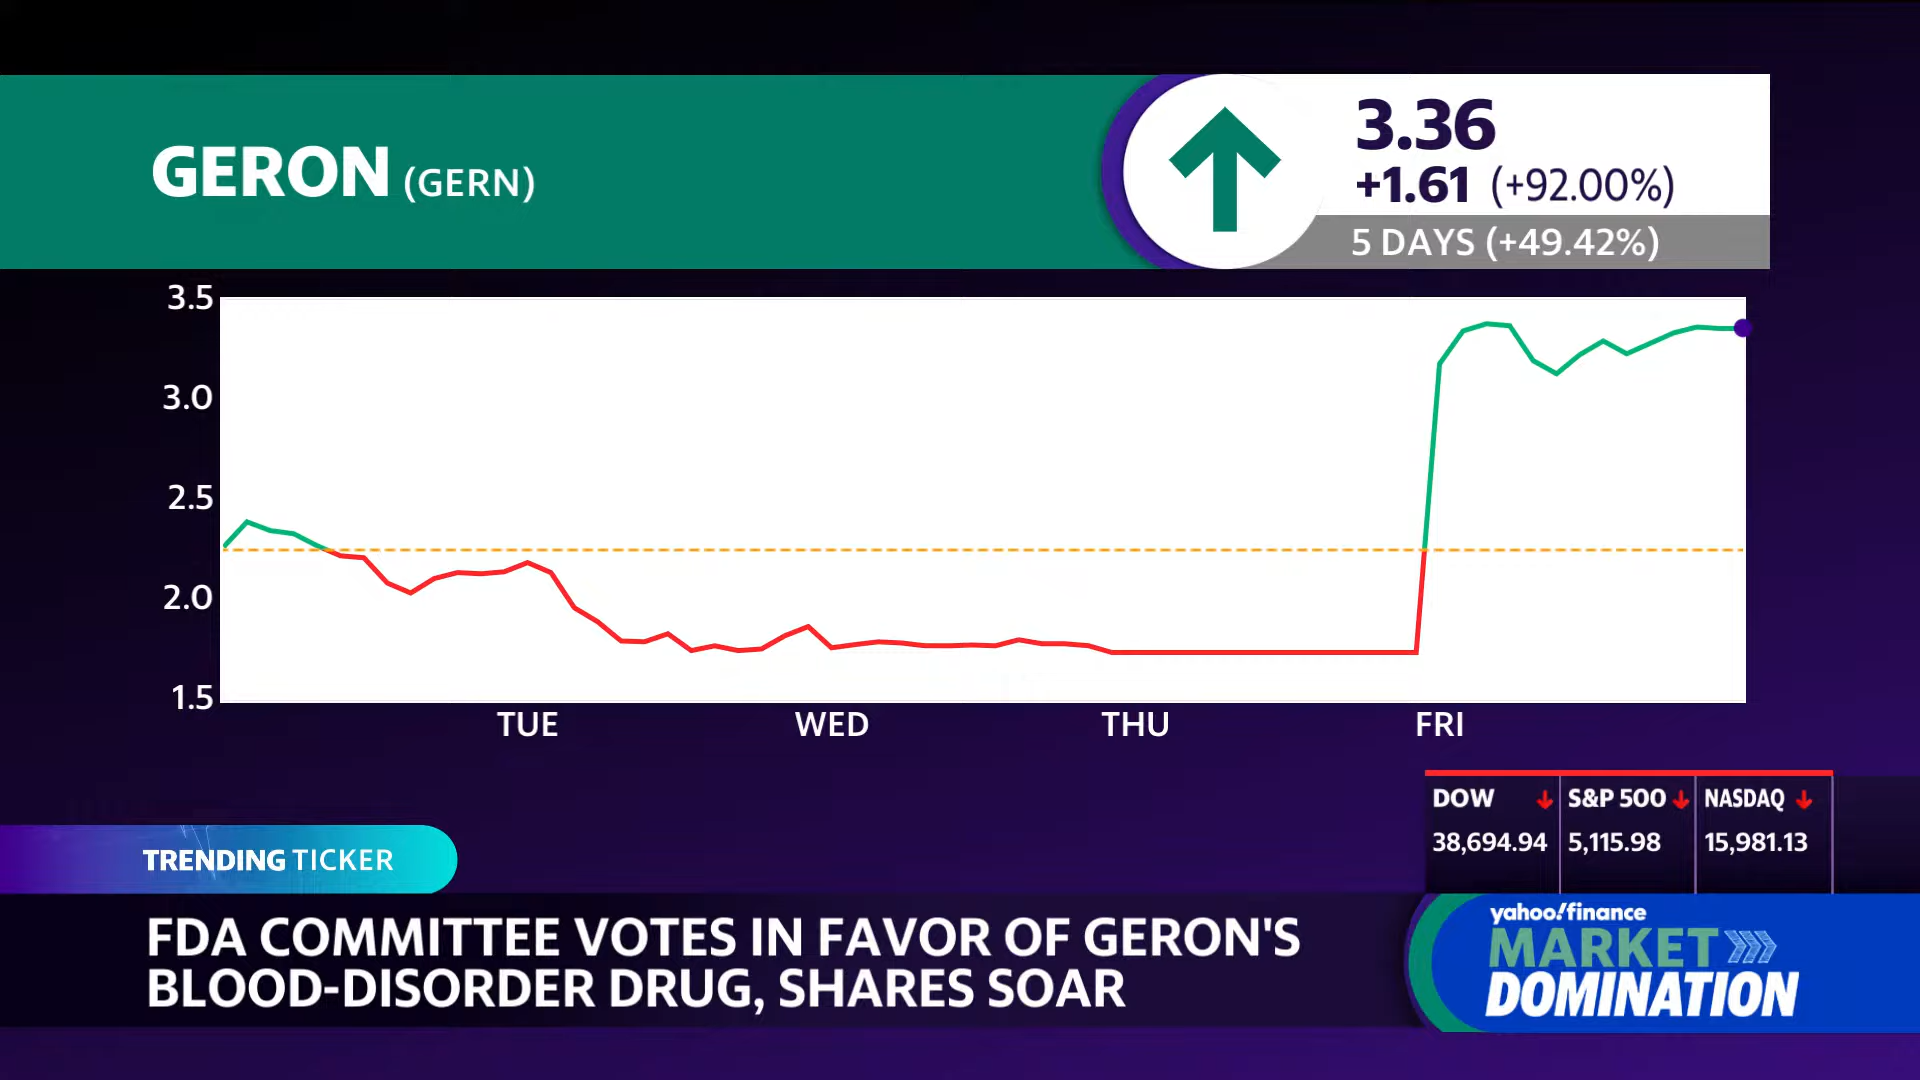 GERON (GERN)
3.36
+1.61 (+92.00%)
5 DAYS (+49.42%)
3.5
3.0
2.5
2.0
1.5
TUE WED THU FRI
DOW S&P 500 NASDAQ
38,694.94 5,115.98 15,981.13
TRENDING TICKER
FDA COMMITTEE VOTES IN FAVOR OF GERON'S
BLOOD-DISORDER DRUG, SHARES SOAR
yahoo!finance
MARKET
DOMINATION